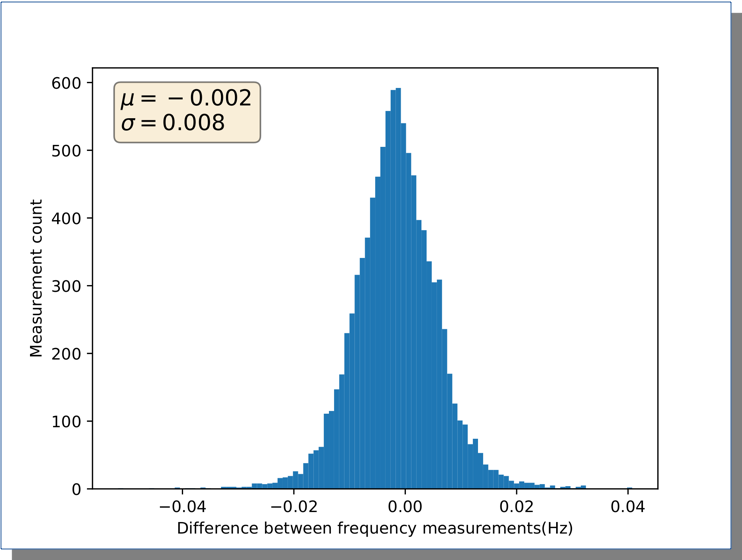 μ = −0.002
σ = 0.008
600
500
400
300
200
100
0
Measurement count
−0.04 −0.02 0.00 0.02 0.04
Difference between frequency measurements(Hz)